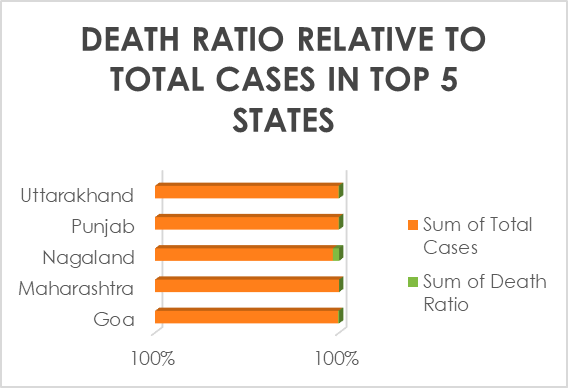 DEATH RATIO RELATIVE TO
TOTAL CASES IN TOP 5
STATES
Uttarakhand
Punjab
Nagaland
Maharashtra
Goa
100%
100%
Sum of Total
Cases
Sum of Death
Ratio